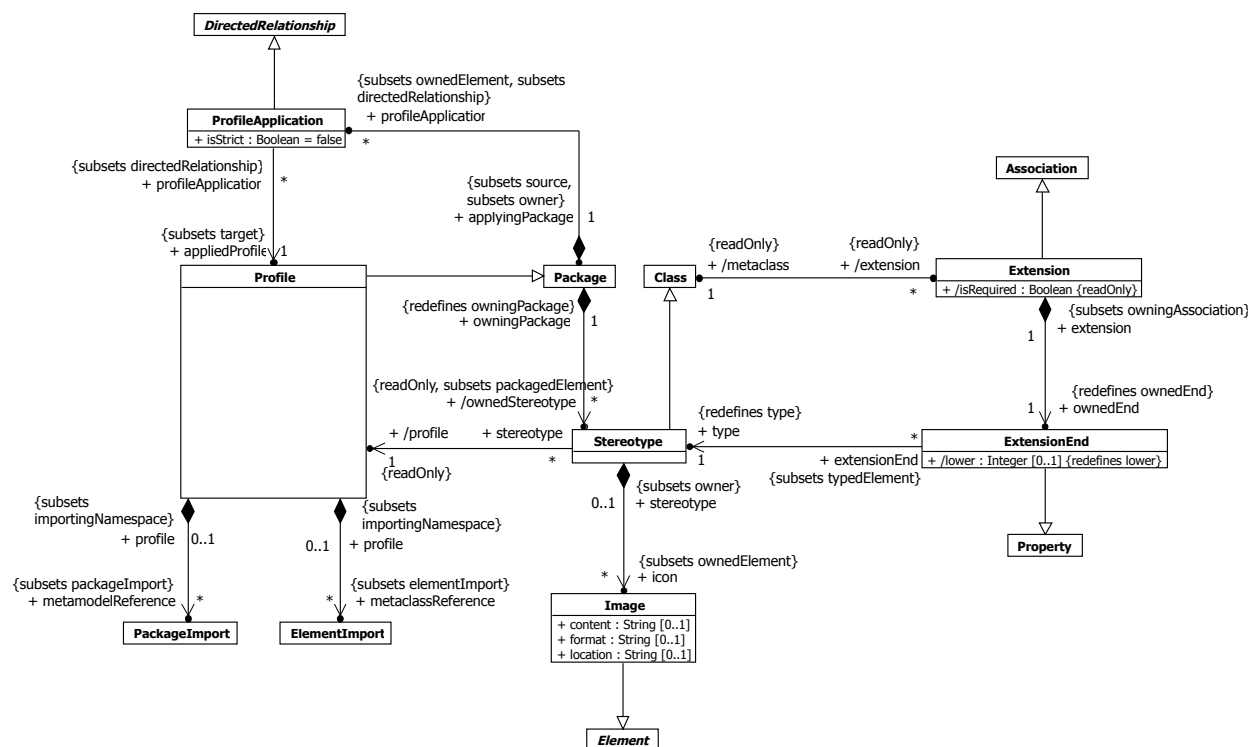 DirectedRelationship
{subsets ownedElement, subsets
directedRelationship}
+ profileApplication
*
ProfileApplication
+ isStrict : Boolean = false
{subsets directedRelationship}
+ profileApplication
*
{subsets source,
subsets owner}
+ applyingPackage
1
Association
{subsets target}
+ appliedProfile
1
{readOnly}
+ /metaclass
1
{readOnly}
+ /extension
*
Profile
Package
Class
Extension
+ /isRequired : Boolean {readOnly}
{redefines owningPackage}
+ owningPackage
1
{subsets owningAssociation}
+ extension
1
{readOnly, subsets packagedElement}
+ /ownedStereotype
*
{redefines ownedEnd}
+ ownedEnd
1
+ /profile
1
{readOnly}
+ stereotype
*
Stereotype
{redefines type}
+ type
1
*
+ extensionEnd
{subsets typedElement}
ExtensionEnd
+ /lower : Integer [0..1] {redefines lower}
{subsets
importingNamespace}
+ profile
0..1
{subsets
importingNamespace}
+ profile
0..1
{subsets owner}
+ stereotype
0..1
Property
{subsets packageImport}
+ metamodelReference
*
{subsets elementImport}
+ metaclassReference
*
{subsets ownedElement}
+ icon
*
PackageImport
ElementImport
Image
+ content : String [0..1]
+ format : String [0..1]
+ location : String [0..1]
Element